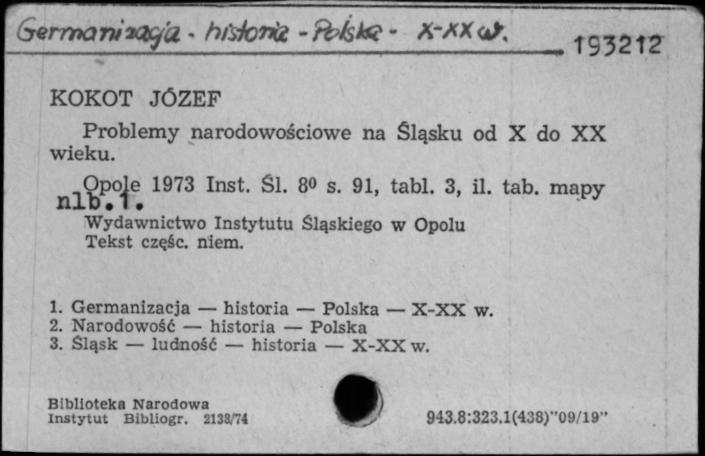 Germanizacja - historia - Polska - X-XX w.
193212
KOKOT JÓZEF
Problemy narodowościowe na Śląsku od X do XX
wieku.
Opole 1973 Inst. Śl. 8º s. 91, tabl. 3, il. tab. mapy
nlb.1.
Wydawnictwo Instytutu Śląskiego w Opolu
Tekst częśc. niem.
1. Germanizacja — historia — Polska — X-XX w.
2. Narodowość — historia — Polska
3. Śląsk — ludność — historia — X-XX w.
Biblioteka Narodowa
Instytut Bibliogr. 2138/74
943.8:323.1(438)"09/19"